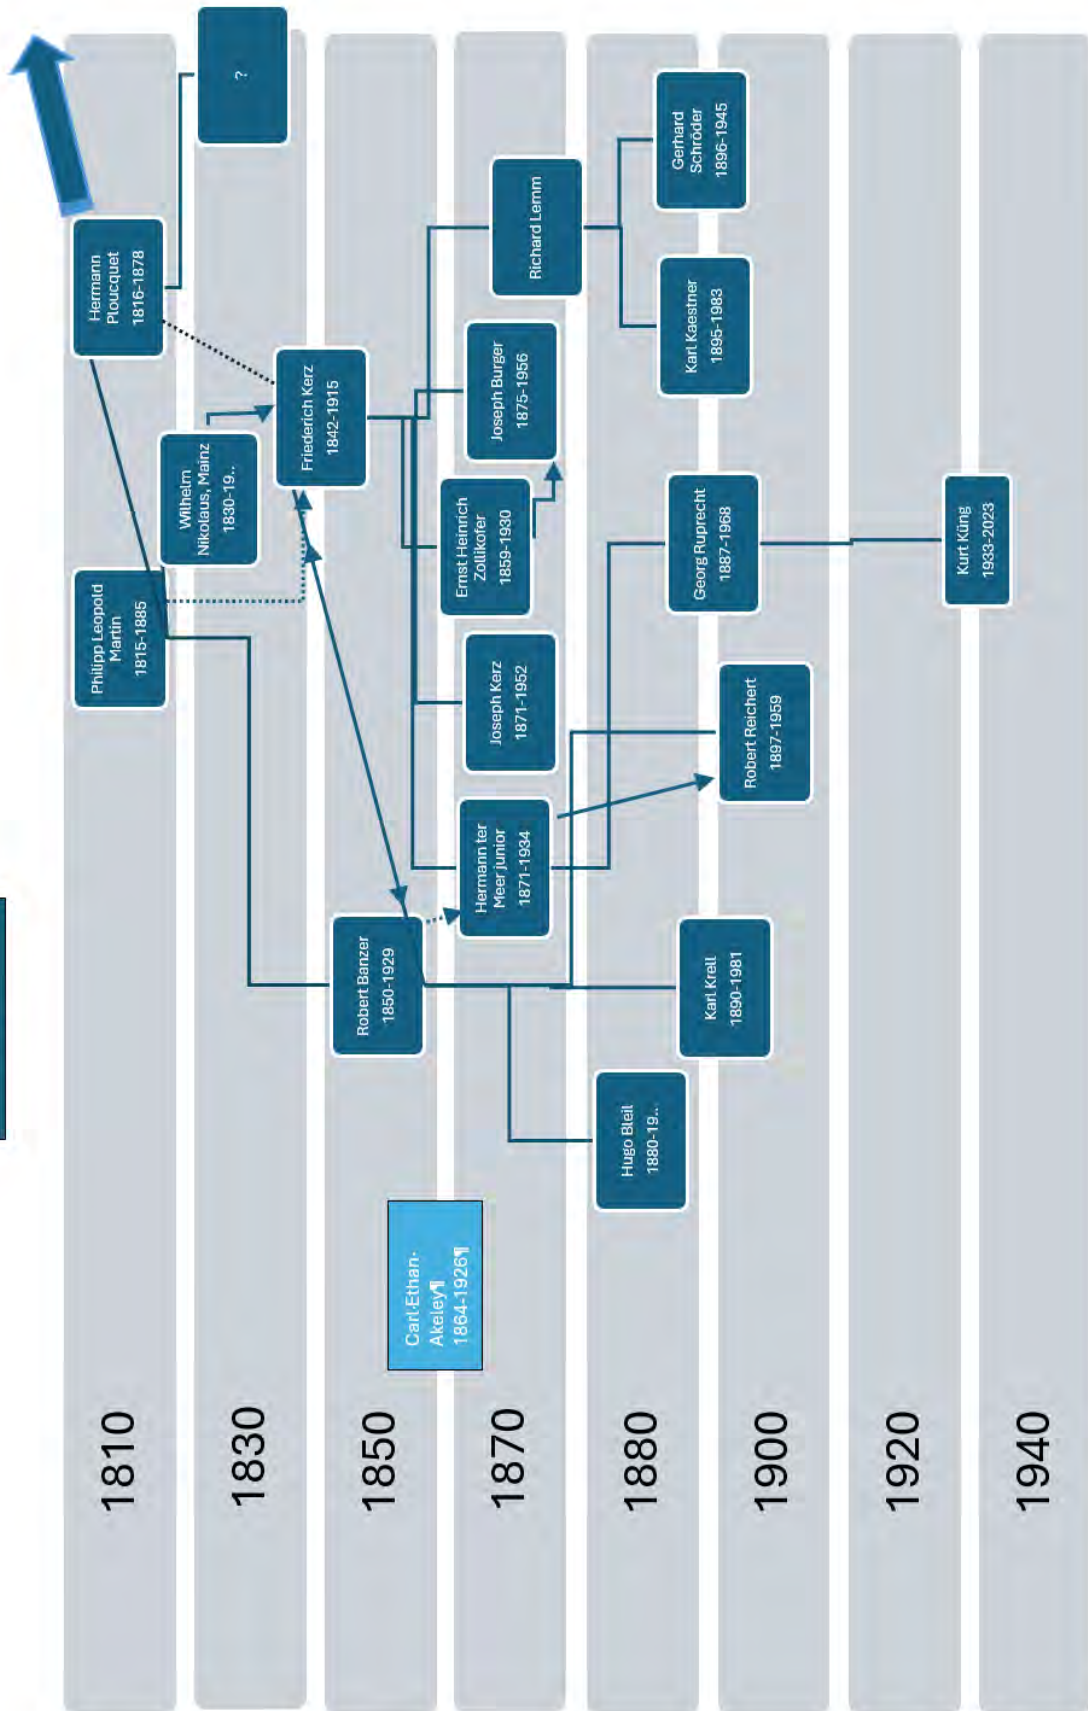 1810
Philipp Leopold
Martin
1815-1885
Hermann
Ploucquet
1816-1878
1830
Wilhelm
Nikolaus, Mainz
1830-19..
?
1850
Robert Banzer
1850-1929
Friederich Kerz
1842-1915
Carl-Ethan-
Akeley¶
1864-1926¶
1870
Hermann ter
Meer junior
1871-1934
Joseph Kerz
1871-1952
Ernst Heinrich
Zollikofer
1859-1930
Joseph Burger
1875-1956
Richard Lemm
1880
Hugo Bleil
1880-19..
Karl Krell
1890-1981
Georg Ruprecht
1887-1968
Karl Kaestner
1895-1983
Gerhard
Schröder
1896-1945
1900
Robert Reichert
1897-1959
1920
1940
Kurt Küng
1933-2023